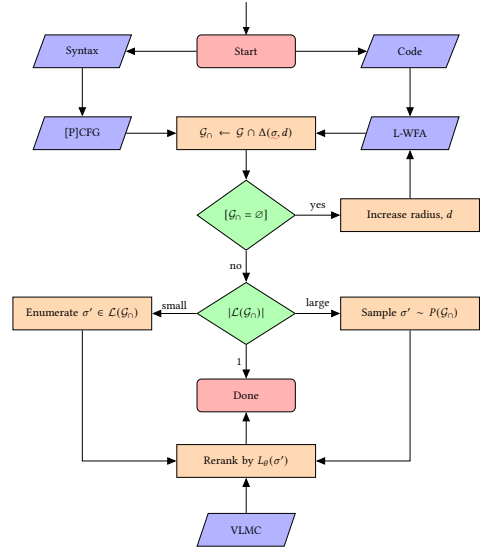 Syntax
Start
Code
[P]CFG
𝒢∩ ← 𝒢 ∩ Δ(σ̰, d)
L-WFA
[𝒢∩ = ∅]
yes
Increase radius, d
no
Enumerate σ′ ∈ ℒ(𝒢∩)
small
|ℒ(𝒢∩)|
large
Sample σ′ ∼ P(𝒢∩)
1
Done
Rerank by L_θ(σ′)
VLMC